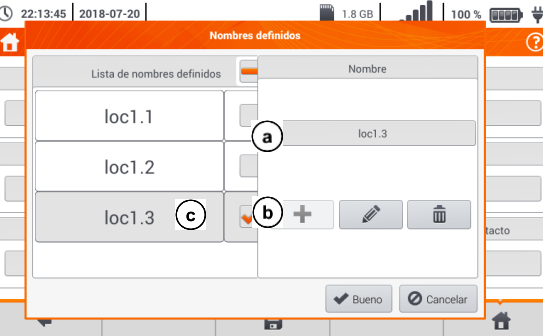 22:13:45 2018-07-20 1.8 GB 100 %
Nombres definidos
Lista de nombres definidos
Nombre
loc1.1
a
loc1.3
loc1.2
loc1.3
c
b
tacto
Bueno
Cancelar